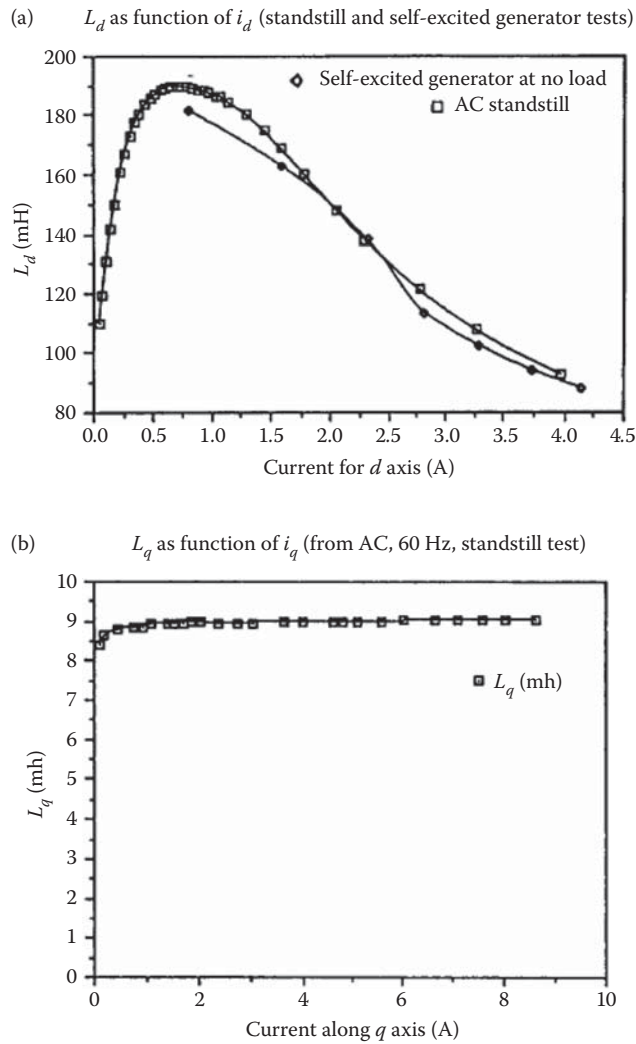 (a) L_d as function of i_d (standstill and self-excited generator tests)
200
180
160
140
120
100
80
L_d (mH)
Self-excited generator at no load
AC standstill
0.0 0.5 1.0 1.5 2.0 2.5 3.0 3.5 4.0 4.5
Current for d axis (A)
(b) L_q as function of i_q (from AC, 60 Hz, standstill test)
10
9
8
7
6
5
4
3
2
1
0
L_q (mh)
L_q (mh)
0 2 4 6 8 10
Current along q axis (A)